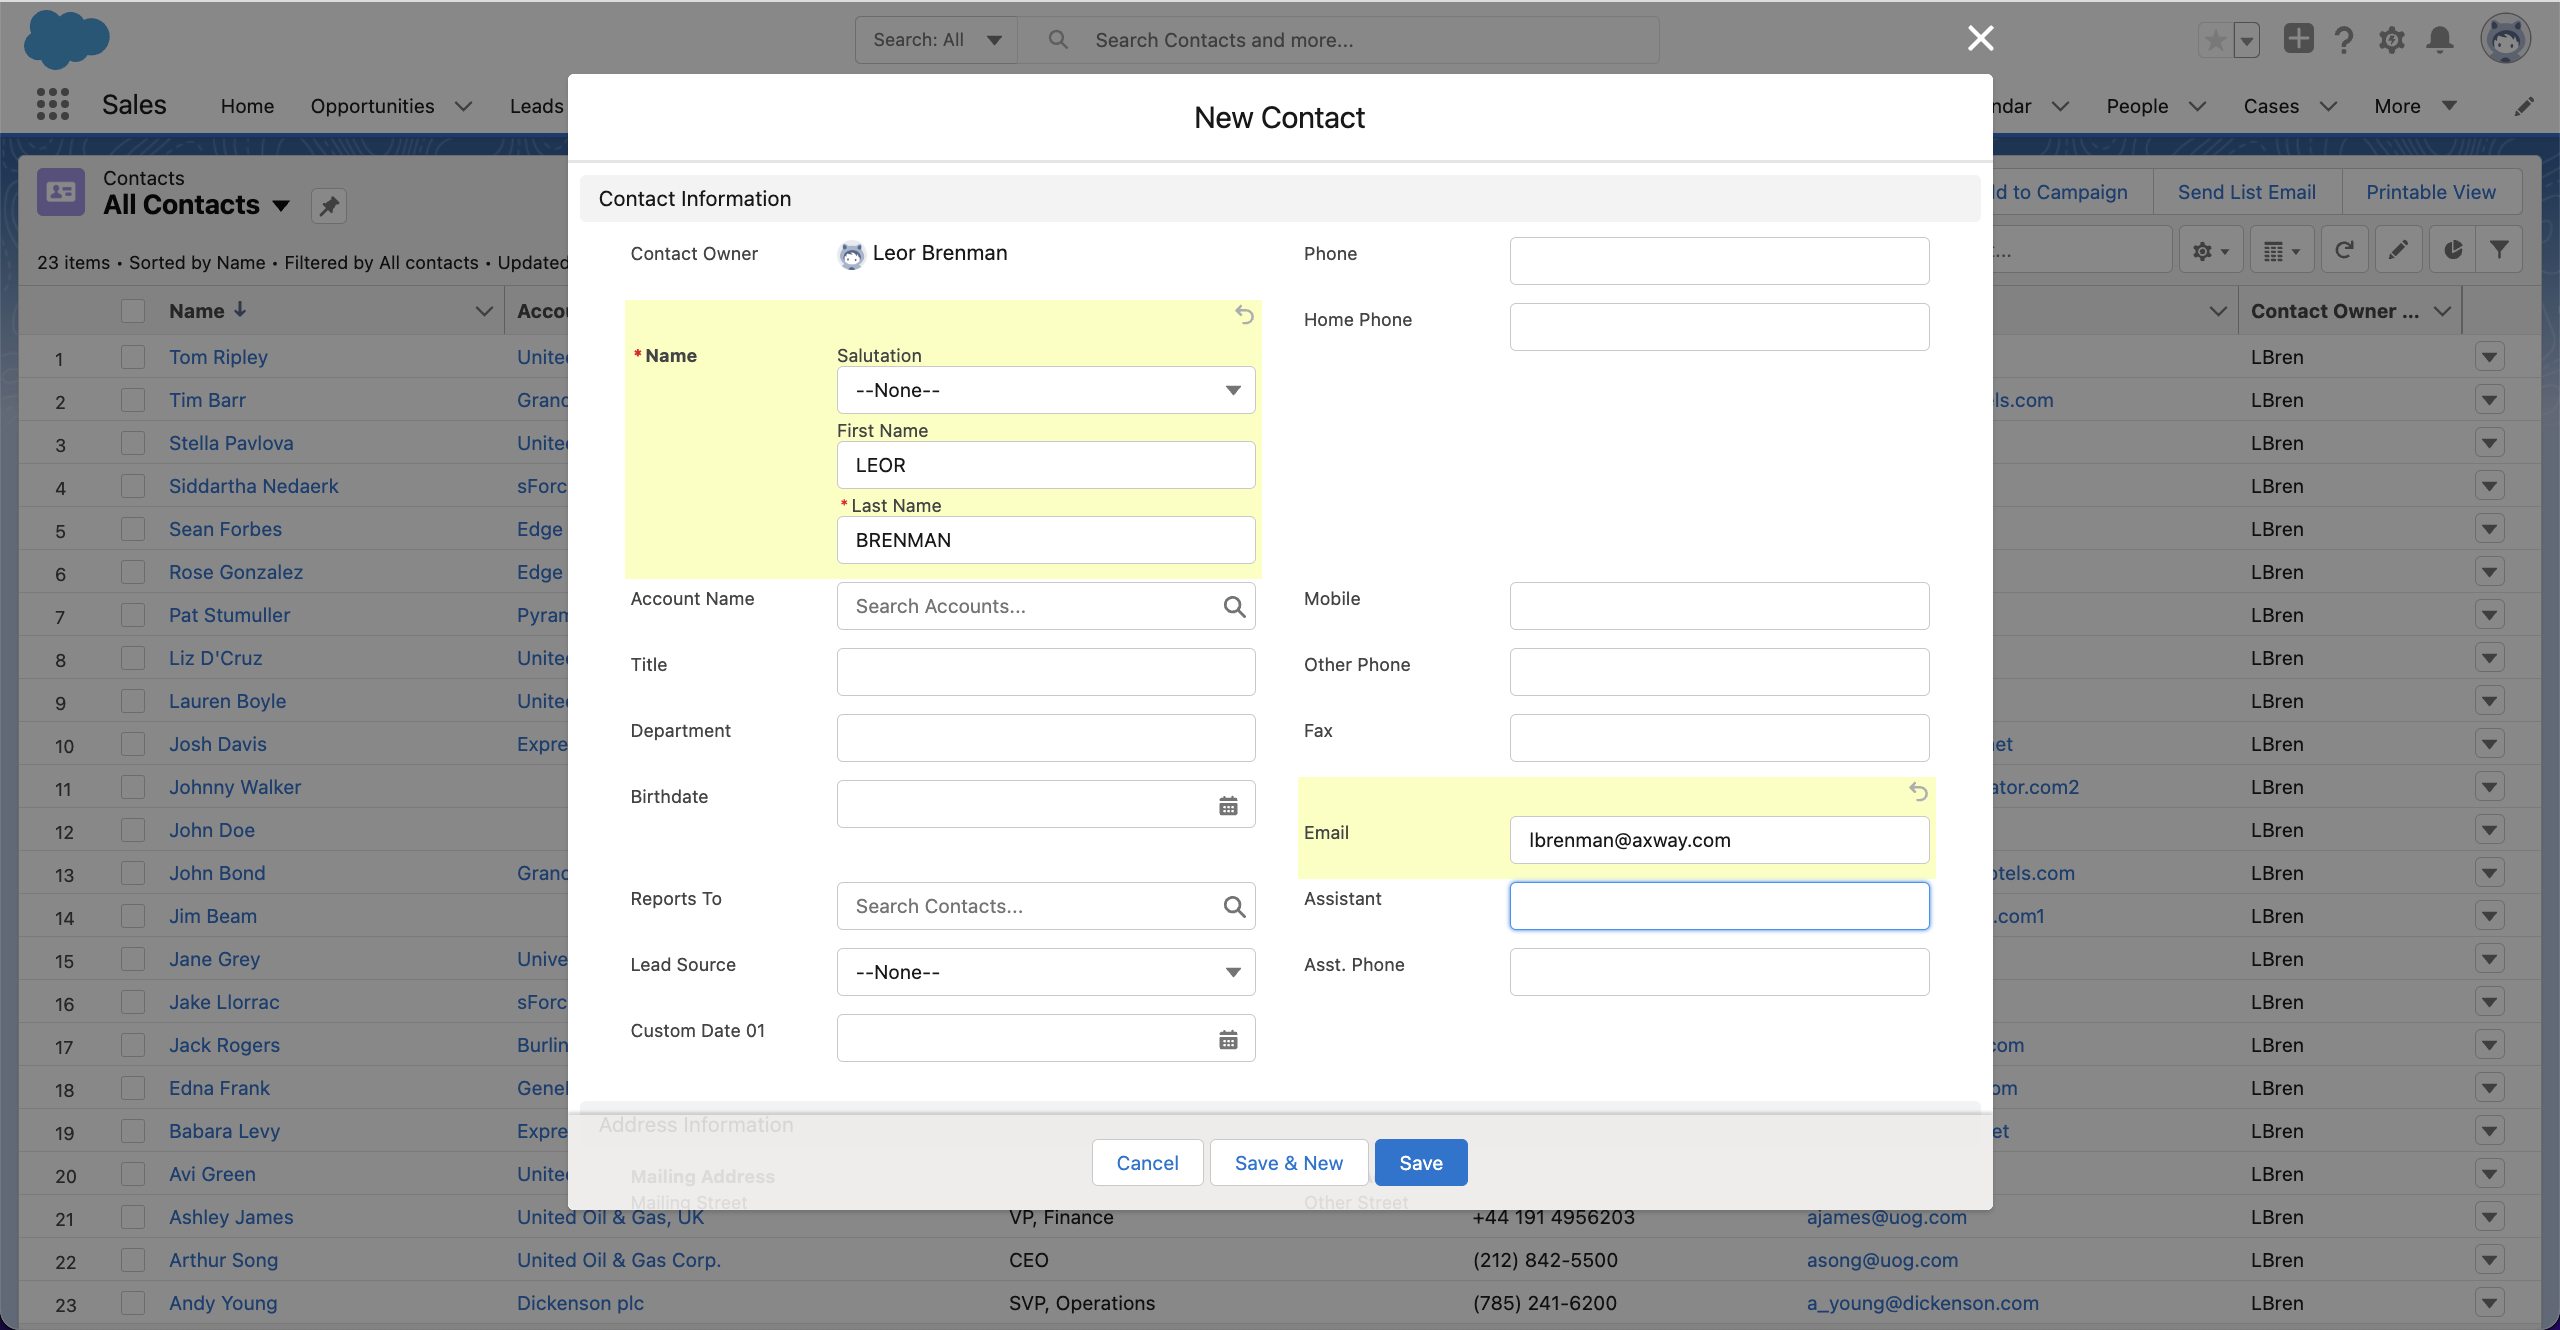 Search: All
Search Contacts and more...
Sales
Home
Opportunities
Leads
ndar
People
Cases
More
Contacts
All Contacts
d to Campaign
Send List Email
Printable View
23 items • Sorted by Name • Filtered by All contacts • Updated
...
Name
Accou
Contact Owner ...
1 Tom Ripley Unite LBren
2 Tim Barr Grand ls.com LBren
3 Stella Pavlova Unite LBren
4 Siddartha Nedaerk sForc LBren
5 Sean Forbes Edge LBren
6 Rose Gonzalez Edge LBren
7 Pat Stumuller Pyram LBren
8 Liz D'Cruz Unite LBren
9 Lauren Boyle Unite LBren
10 Josh Davis Expre et LBren
11 Johnny Walker ator.com2 LBren
12 John Doe LBren
13 John Bond Grand otels.com LBren
14 Jim Beam .com1 LBren
15 Jane Grey Unive LBren
16 Jake Llorrac sForc LBren
17 Jack Rogers Burlin com LBren
18 Edna Frank Genel om LBren
19 Babara Levy Expre et LBren
20 Avi Green Unite LBren
21 Ashley James United Oil & Gas, UK VP, Finance +44 191 4956203 ajames@uog.com LBren
22 Arthur Song United Oil & Gas Corp. CEO (212) 842-5500 asong@uog.com LBren
23 Andy Young Dickenson plc SVP, Operations (785) 241-6200 a_young@dickenson.com LBren
New Contact
Contact Information
Contact Owner
Leor Brenman
Phone
Home Phone
* Name
Salutation
--None--
First Name
LEOR
* Last Name
BRENMAN
Account Name
Search Accounts...
Mobile
Title
Other Phone
Department
Fax
Birthdate
Email
lbrenman@axway.com
Reports To
Search Contacts...
Assistant
Lead Source
--None--
Asst. Phone
Custom Date 01
Address Information
Cancel
Save & New
Save
Mailing Address
Mailing Street
Other Street